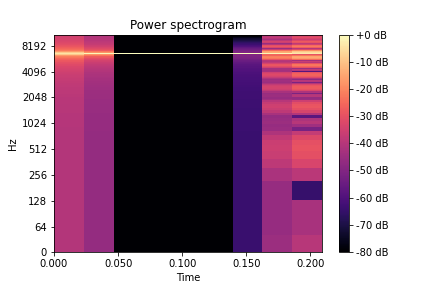 Power spectrogram
8192
4096
2048
1024
512
256
128
64
0
Hz
0.000 0.050 0.100 0.150 0.200
Time
+0 dB
-10 dB
-20 dB
-30 dB
-40 dB
-50 dB
-60 dB
-70 dB
-80 dB